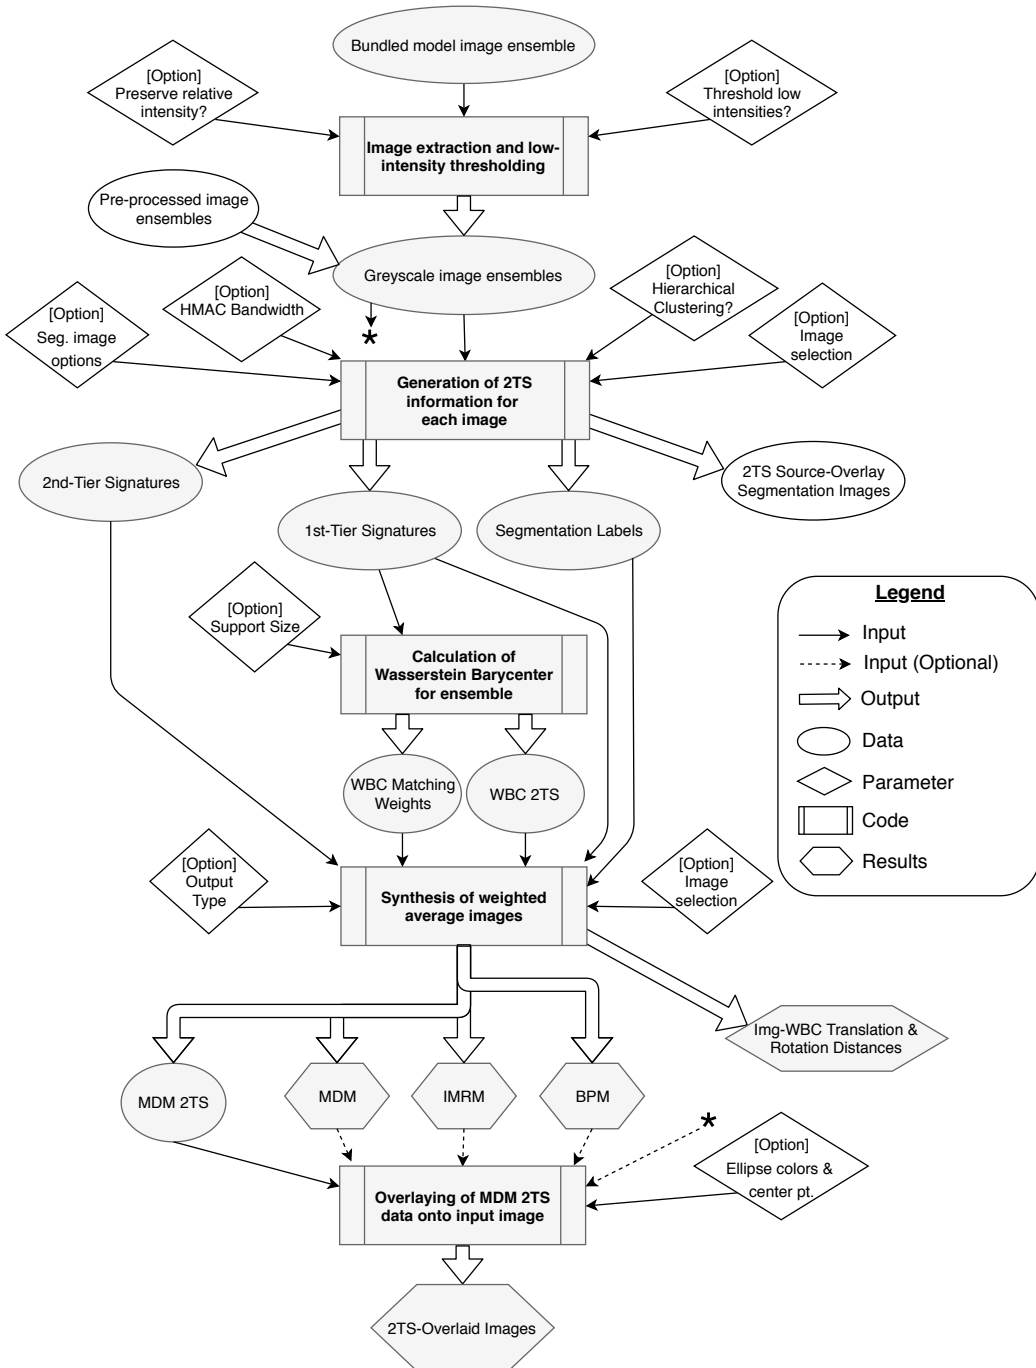 Bundled model image ensemble
[Option]
Preserve relative
intensity?
[Option]
Threshold low
intensities?
Image extraction and low-
intensity thresholding
Pre-processed image
ensembles
Greyscale image ensembles
[Option]
HMAC Bandwidth
[Option]
Hierarchical
Clustering?
[Option]
Seg. image
options
*
[Option]
Image
selection
Generation of 2TS
information for
each image
2nd-Tier Signatures
1st-Tier Signatures
Segmentation Labels
2TS Source-Overlay
Segmentation Images
[Option]
Support Size
Calculation of
Wasserstein Barycenter
for ensemble
Legend
Input
Input (Optional)
Output
Data
Parameter
Code
Results
WBC Matching
Weights
WBC 2TS
[Option]
Output
Type
Synthesis of weighted
average images
[Option]
Image
selection
Img-WBC Translation &
Rotation Distances
MDM 2TS
MDM
IMRM
BPM
*
[Option]
Ellipse colors &
center pt.
Overlaying of MDM 2TS
data onto input image
2TS-Overlaid Images